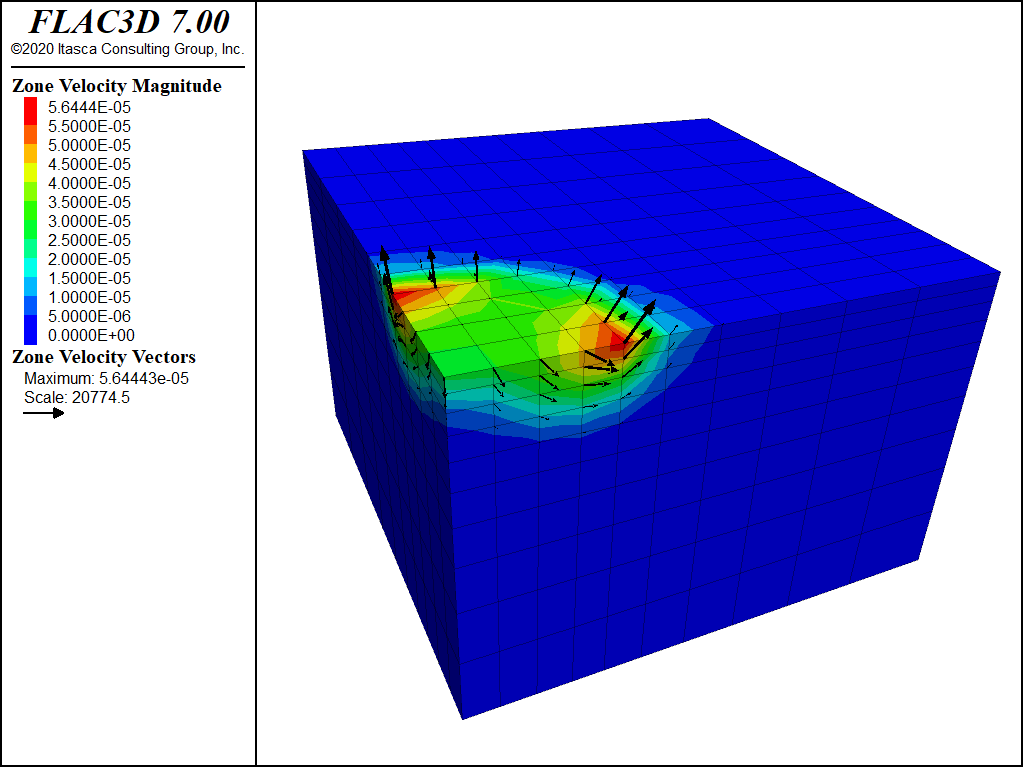 FLAC3D 7.00
©2020 Itasca Consulting Group, Inc.
Zone Velocity Magnitude
5.6444E-05
5.5000E-05
5.0000E-05
4.5000E-05
4.0000E-05
3.5000E-05
3.0000E-05
2.5000E-05
2.0000E-05
1.5000E-05
1.0000E-05
5.0000E-06
0.0000E+00
Zone Velocity Vectors
Maximum: 5.64443e-05
Scale: 20774.5